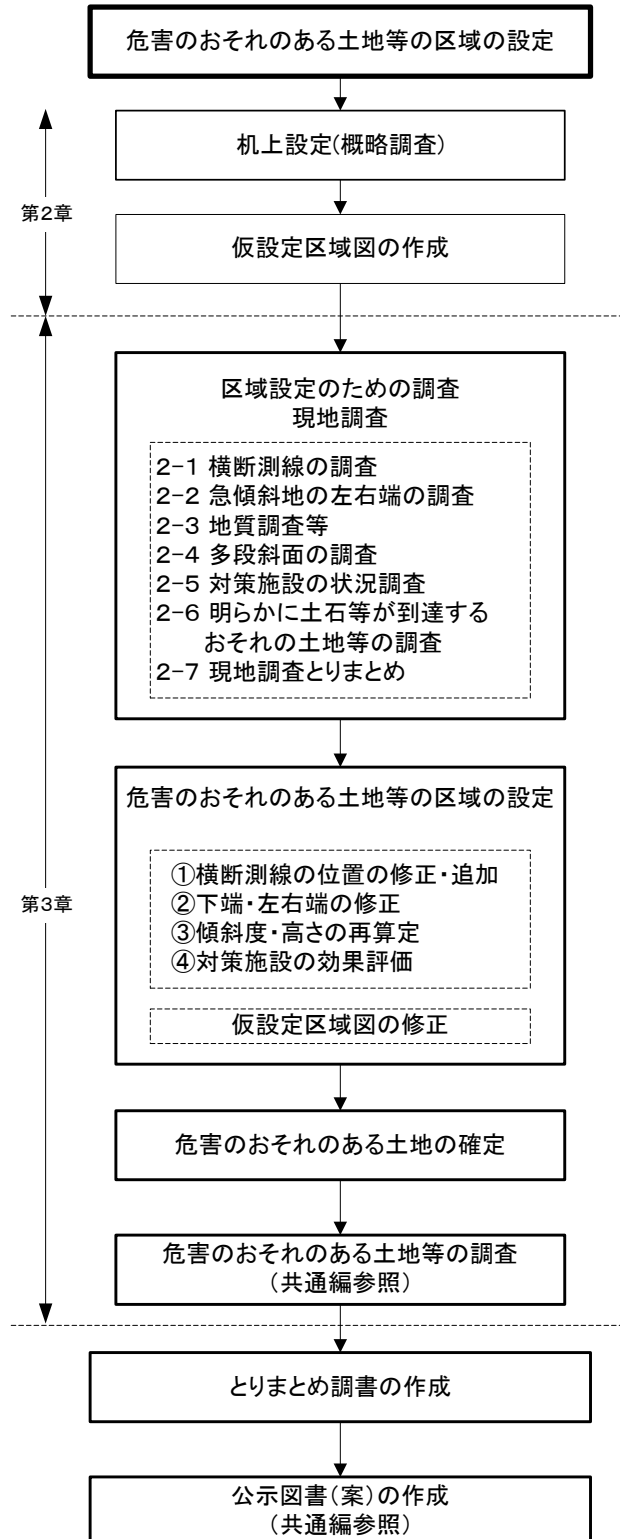 危害のおそれのある土地等の区域の設定
机上設定(概略調査)
第2章
仮設定区域図の作成
区域設定のための調査
現地調査
2-1 横断測線の調査
2-2 急傾斜地の左右端の調査
2-3 地質調査等
2-4 多段斜面の調査
2-5 対策施設の状況調査
2-6 明らかに土石等が到達する
おそれの土地等の調査
2-7 現地調査とりまとめ
第3章
危害のおそれのある土地等の区域の設定
①横断測線の位置の修正・追加
②下端・左右端の修正
③傾斜度・高さの再算定
④対策施設の効果評価
仮設定区域図の修正
危害のおそれのある土地の確定
危害のおそれのある土地等の調査
(共通編参照)
とりまとめ調書の作成
公示図書(案)の作成
(共通編参照)